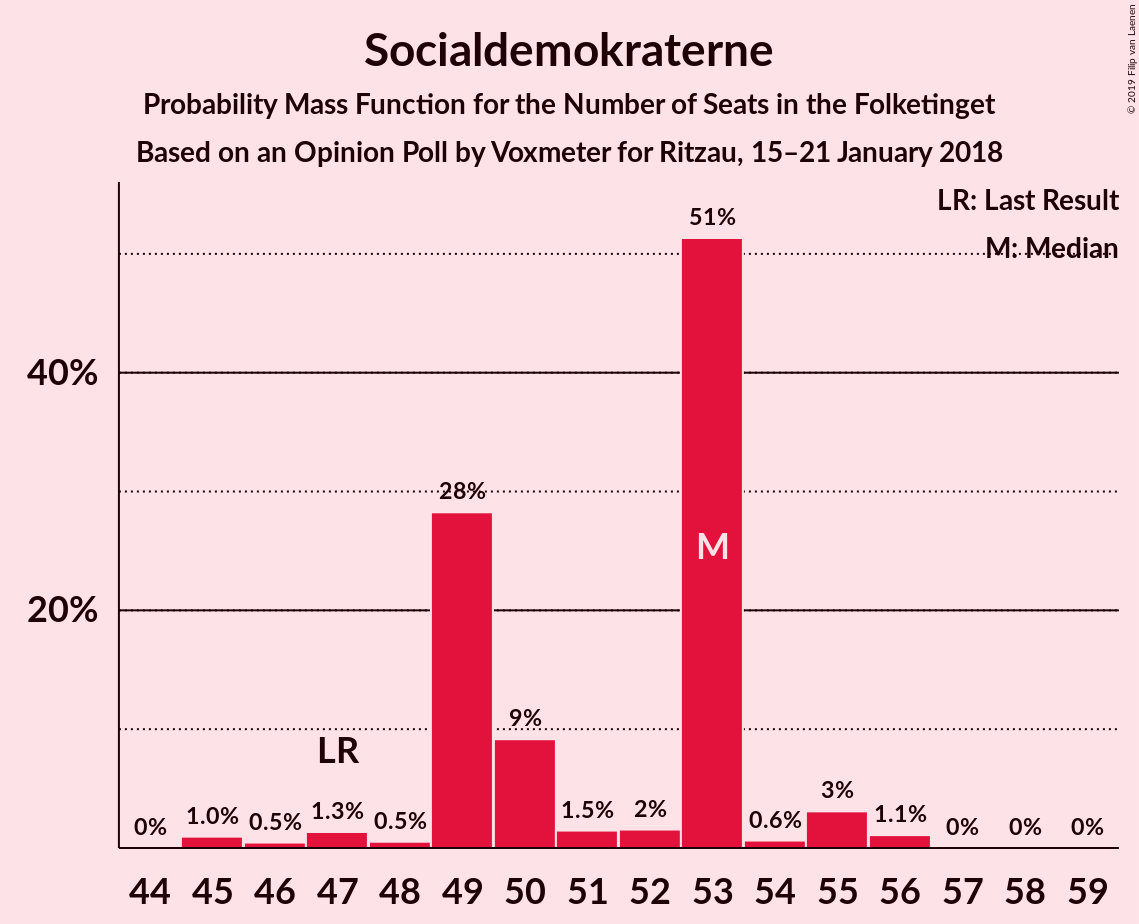 Socialdemokraterne
Probability Mass Function for the Number of Seats in the Folketinget
Based on an Opinion Poll by Voxmeter for Ritzau, 15–21 January 2018
© 2019 Filip van Laenen
LR: Last Result
M: Median
40%
20%
0%
1.0%
0.5%
1.3%
0.5%
28%
9%
1.5%
2%
51%
0.6%
3%
1.1%
0%
0%
0%
LR
M
44 45 46 47 48 49 50 51 52 53 54 55 56 57 58 59